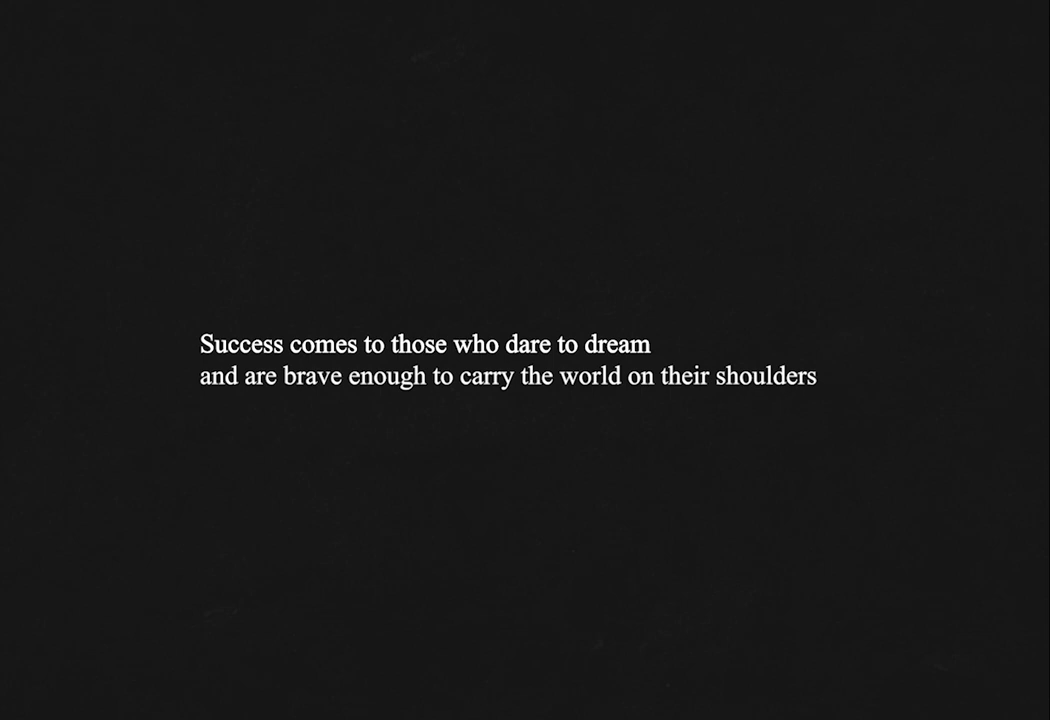 Success comes to those who dare to dream
and are brave enough to carry the world on their shoulders